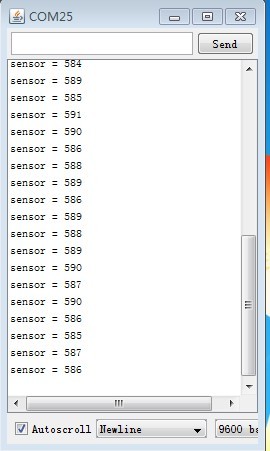 COM25
Send
sensor = 584
sensor = 589
sensor = 585
sensor = 591
sensor = 590
sensor = 586
sensor = 588
sensor = 589
sensor = 586
sensor = 589
sensor = 588
sensor = 589
sensor = 590
sensor = 587
sensor = 590
sensor = 586
sensor = 585
sensor = 587
sensor = 586
Autoscroll Newline 9600